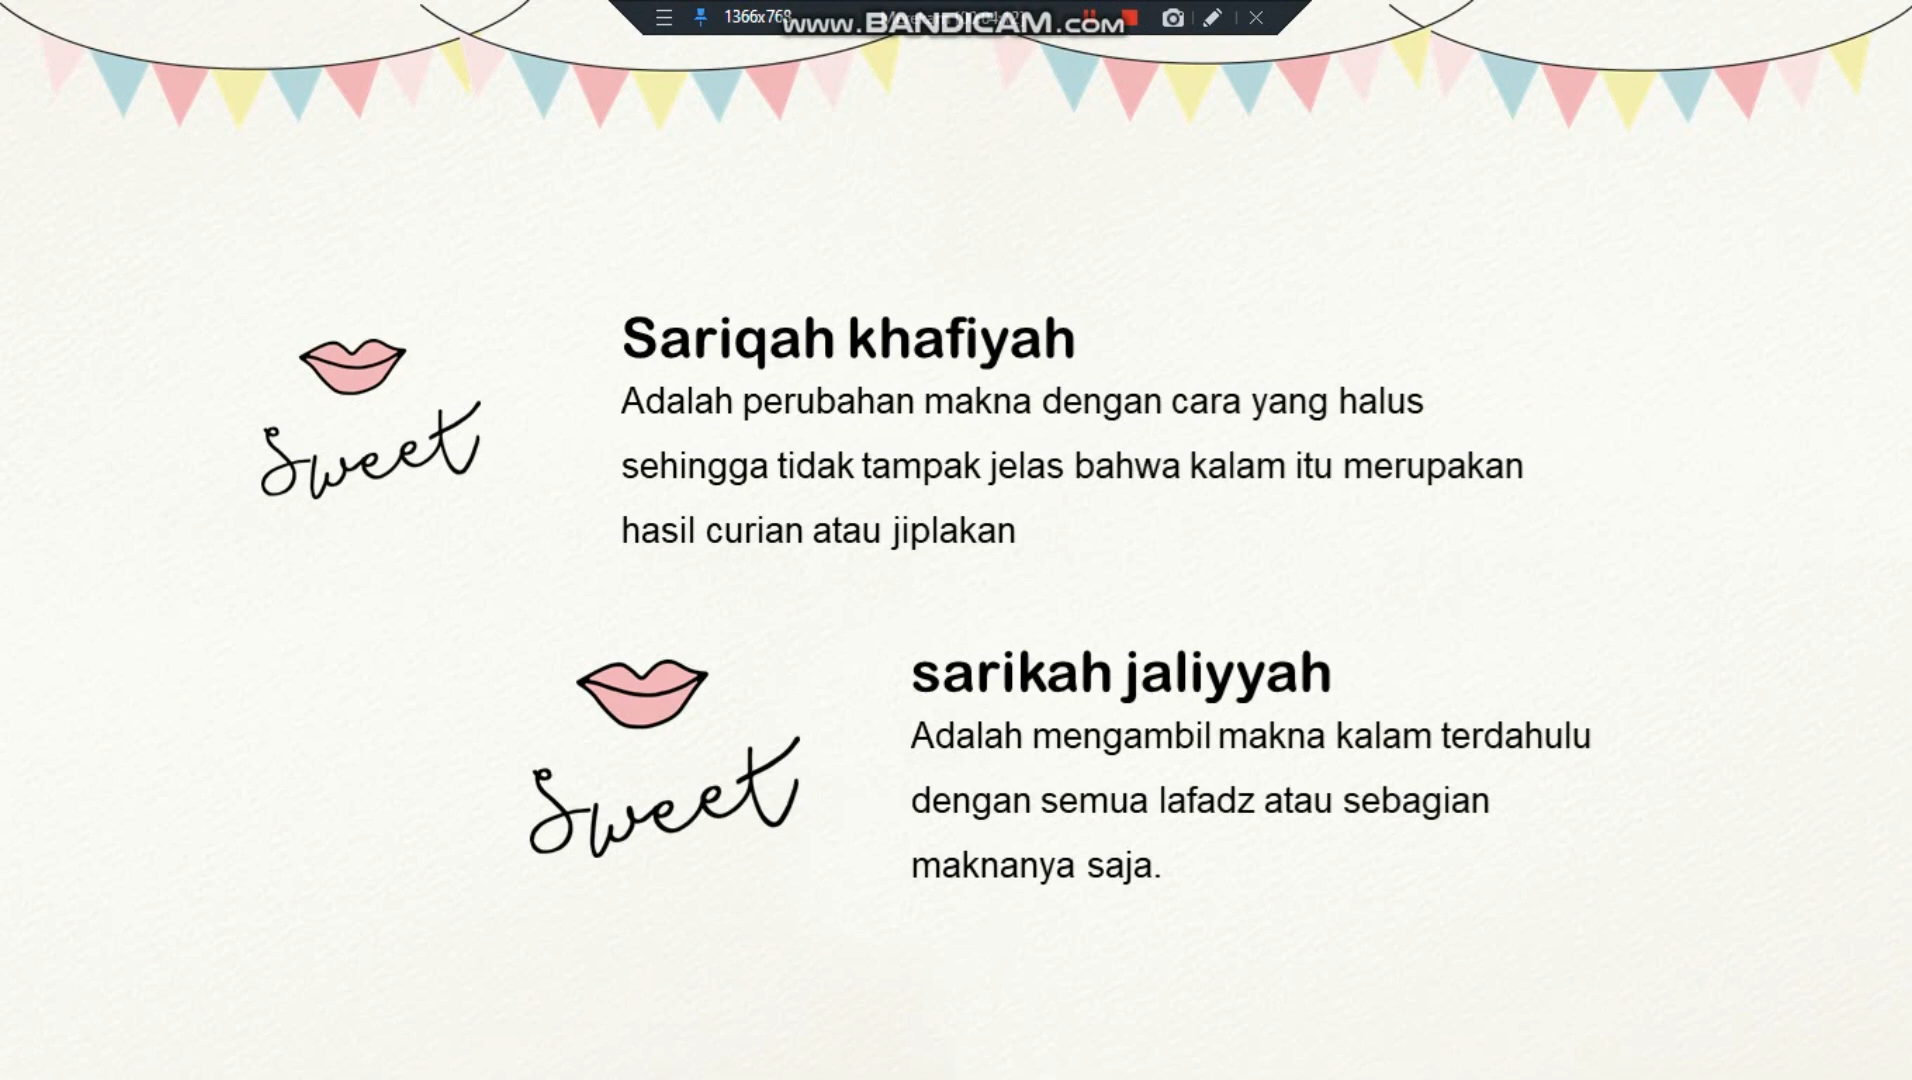 1366x768
www.BANDICAM.com
Sariqah khafiyah
Adalah perubahan makna dengan cara yang halus
sehingga tidak tampak jelas bahwa kalam itu merupakan
hasil curian atau jiplakan
Sweet
sarikah jaliyyah
Adalah mengambil makna kalam terdahulu
dengan semua lafadz atau sebagian
maknanya saja.
Sweet